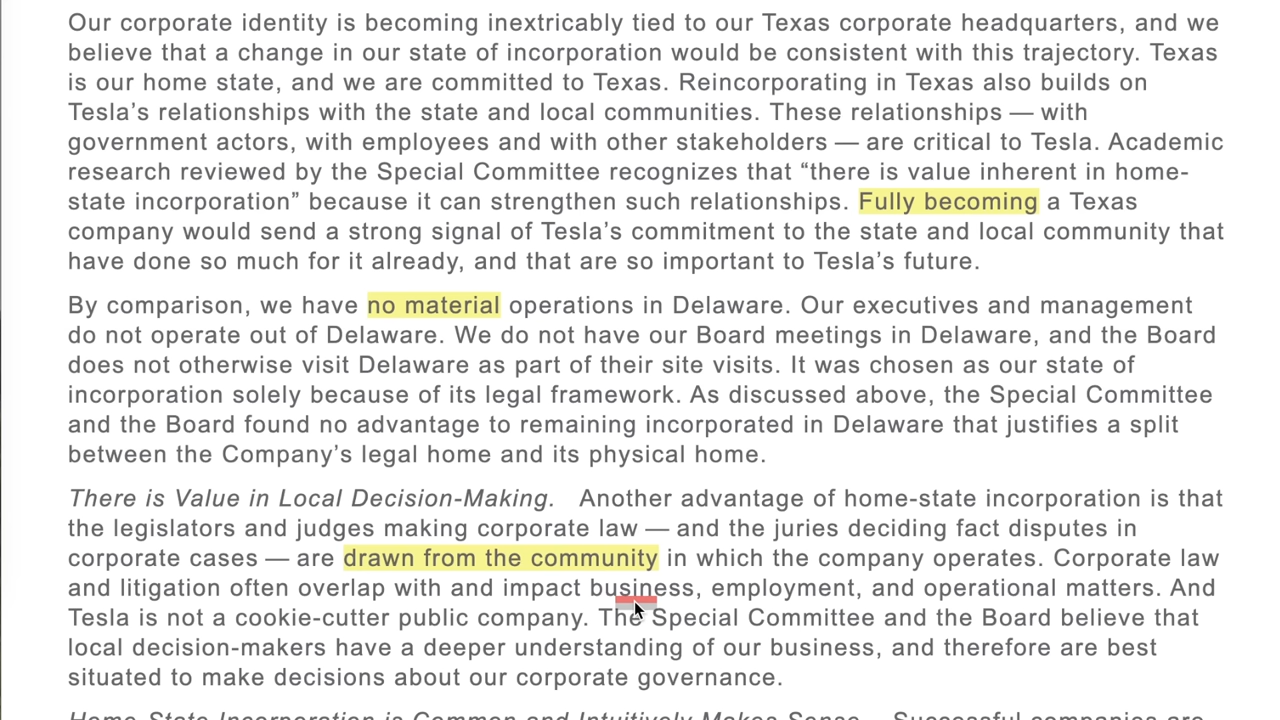 Our corporate identity is becoming inextricably tied to our Texas corporate headquarters, and we
believe that a change in our state of incorporation would be consistent with this trajectory. Texas
is our home state, and we are committed to Texas. Reincorporating in Texas also builds on
Tesla’s relationships with the state and local communities. These relationships — with
government actors, with employees and with other stakeholders — are critical to Tesla. Academic
research reviewed by the Special Committee recognizes that “there is value inherent in home-
state incorporation” because it can strengthen such relationships. Fully becoming a Texas
company would send a strong signal of Tesla’s commitment to the state and local community that
have done so much for it already, and that are so important to Tesla’s future.
By comparison, we have no material operations in Delaware. Our executives and management
do not operate out of Delaware. We do not have our Board meetings in Delaware, and the Board
does not otherwise visit Delaware as part of their site visits. It was chosen as our state of
incorporation solely because of its legal framework. As discussed above, the Special Committee
and the Board found no advantage to remaining incorporated in Delaware that justifies a split
between the Company’s legal home and its physical home.
There is Value in Local Decision-Making. Another advantage of home-state incorporation is that
the legislators and judges making corporate law — and the juries deciding fact disputes in
corporate cases — are drawn from the community in which the company operates. Corporate law
and litigation often overlap with and impact business, employment, and operational matters. And
Tesla is not a cookie-cutter public company. The Special Committee and the Board believe that
local decision-makers have a deeper understanding of our business, and therefore are best
situated to make decisions about our corporate governance.
Home-State Incorporation is Common and Intuitively Makes Sense. Successful companies are